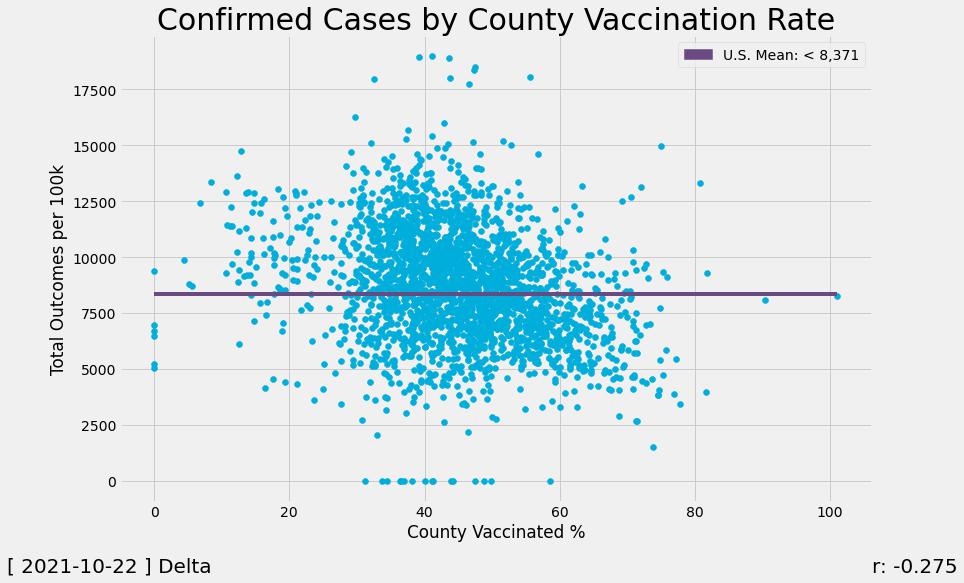 Confirmed Cases by County Vaccination Rate
U.S. Mean: < 8,371
Total Outcomes per 100k
17500
15000
12500
10000
7500
5000
2500
0
0 20 40 60 80 100
County Vaccinated %
[ 2021-10-22 ] Delta
r: -0.275